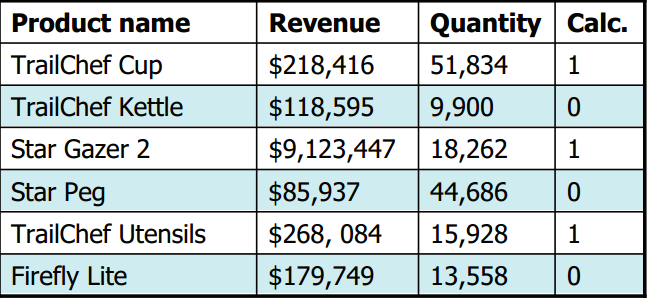 Product name Revenue Quantity Calc.
TrailChef Cup $218,416 51,834 1
TrailChef Kettle $118,595 9,900 0
Star Gazer 2 $9,123,447 18,262 1
Star Peg $85,937 44,686 0
TrailChef Utensils $268, 084 15,928 1
Firefly Lite $179,749 13,558 0